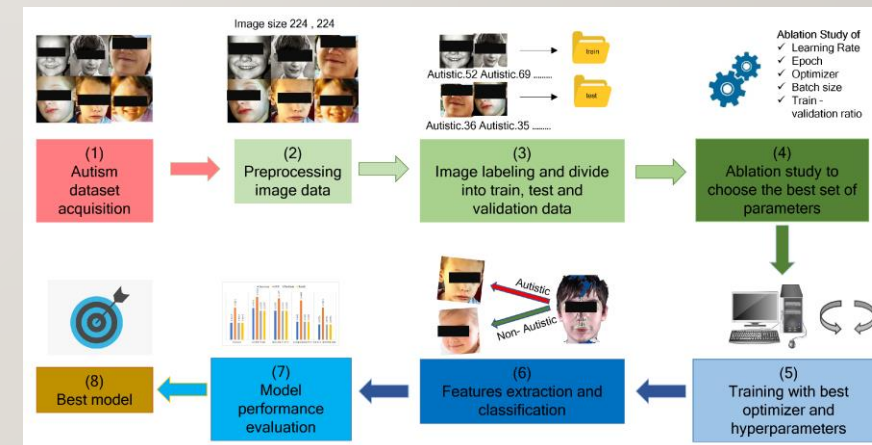 Image size 224 , 224
Autistic.52 Autistic.69 .........
train
Autistic.36 Autistic.35 ......
test
Ablation Study of
✓ Learning Rate
✓ Epoch
✓ Optimizer
✓ Batch size
✓ Train -
validation ratio
(1)
Autism
dataset
acquisition
(2)
Preprocessing
image data
(3)
Image labeling and divide
into train, test and
validation data
(4)
Ablation study to
choose the best set of
parameters
Autistic
Non- Autistic
(8)
Best model
(7)
Model
performance
evaluation
(6)
Features extraction and
classification
(5)
Training with best
optimizer and
hyperparameters